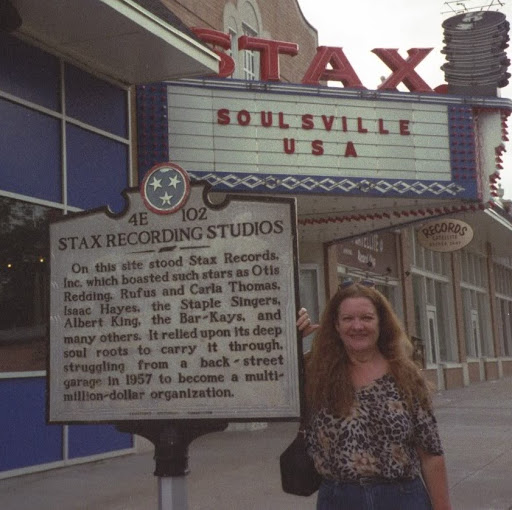 STAX
SOULSVILLE
USA
RECORDS
4E 102
STAX RECORDING STUDIOS
On this site stood Stax Records,
Inc. which boasted such stars as Otis
Redding, Rufus and Carla Thomas,
Isaac Hayes, the Staple Singers,
Albert King, the Bar-Kays, and
many others. It relied upon its deep
soul roots to carry it through,
struggling from a back-street
garage in 1957 to become a multi-
million-dollar organization.